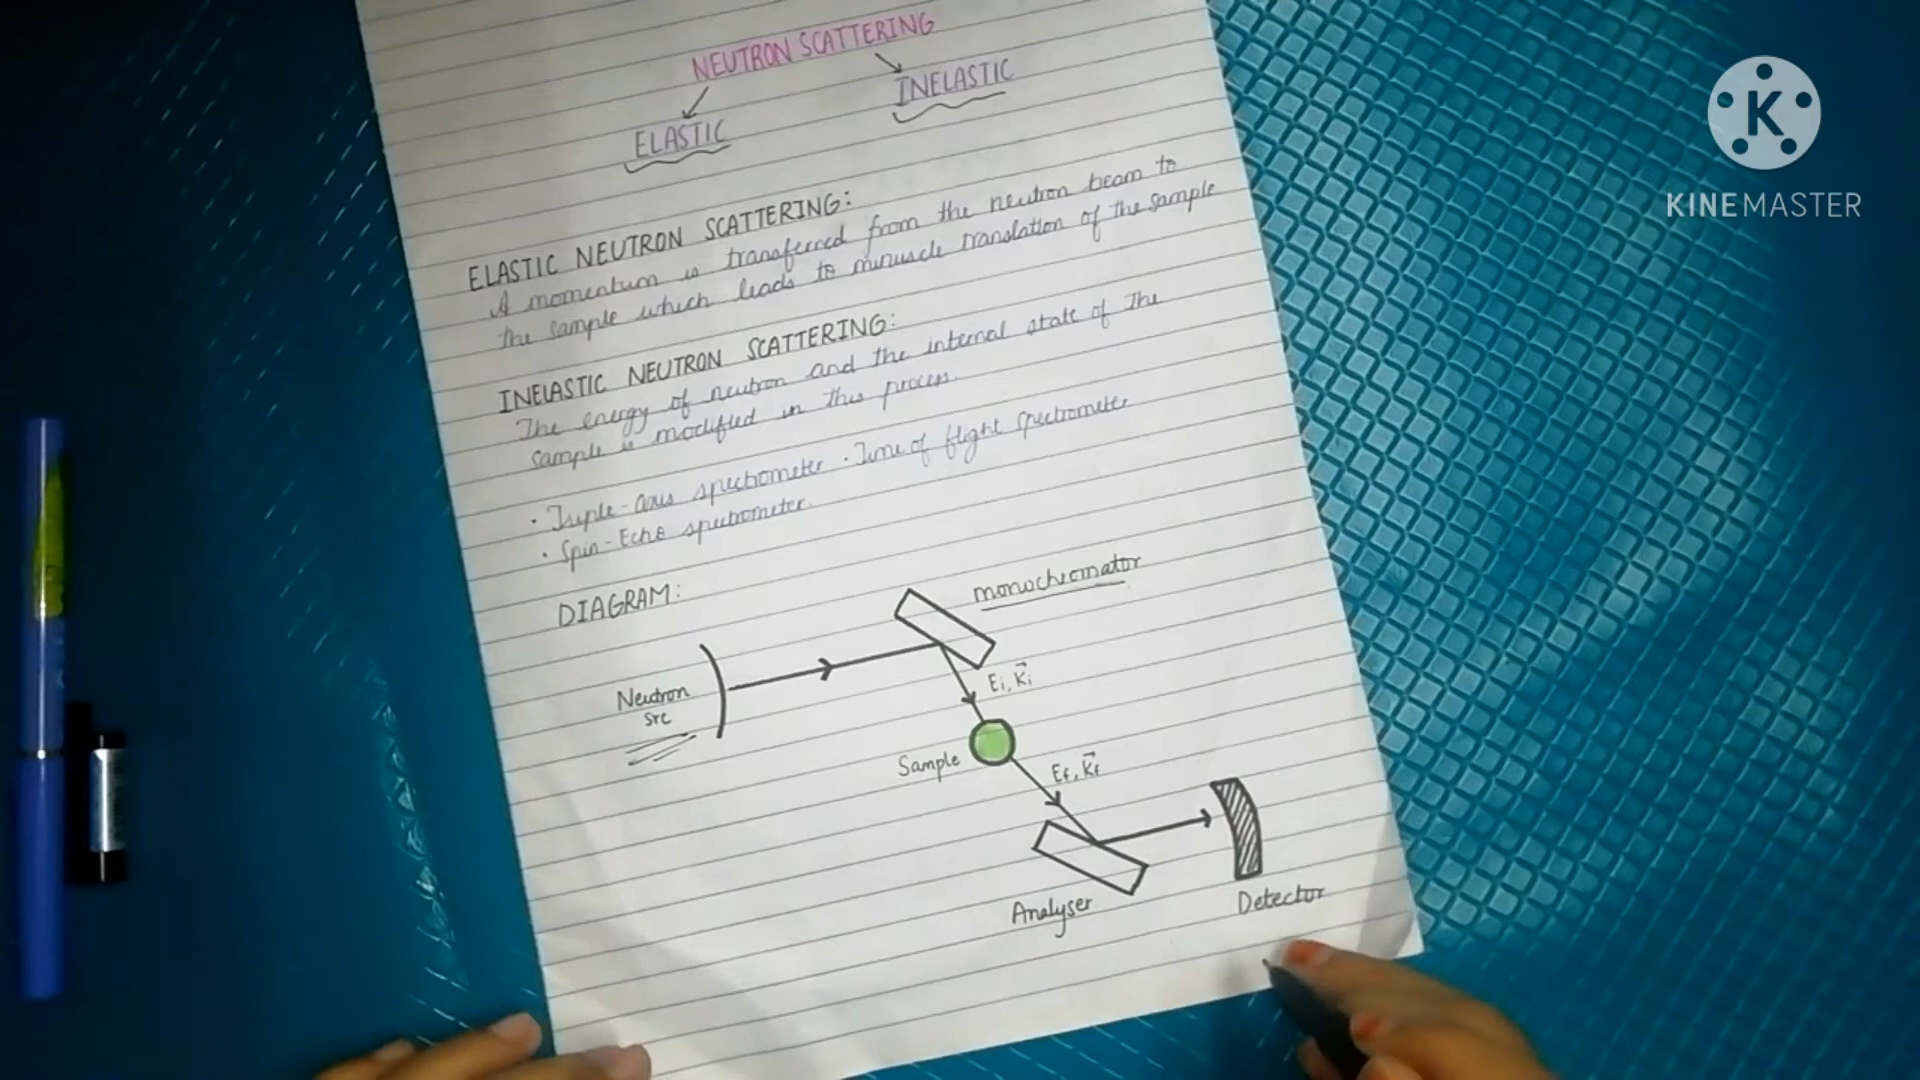 NEUTRON SCATTERING
ELASTIC
INELASTIC
ELASTIC NEUTRON SCATTERING:
A momentum is transferred from the neutron beam to
the sample which leads to minuscle translation of the sample
INELASTIC NEUTRON SCATTERING:
The energy of neutron and the internal state of the
sample is modified in this process.
· Triple-axis spectrometer · Time of flight spectrometer
· Spin-Echo spectrometer.
DIAGRAM:
monochromator
Neutron
src
Ei, K⃗i
Sample
Ef, K⃗f
Analyser
Detector
K
KINEMASTER